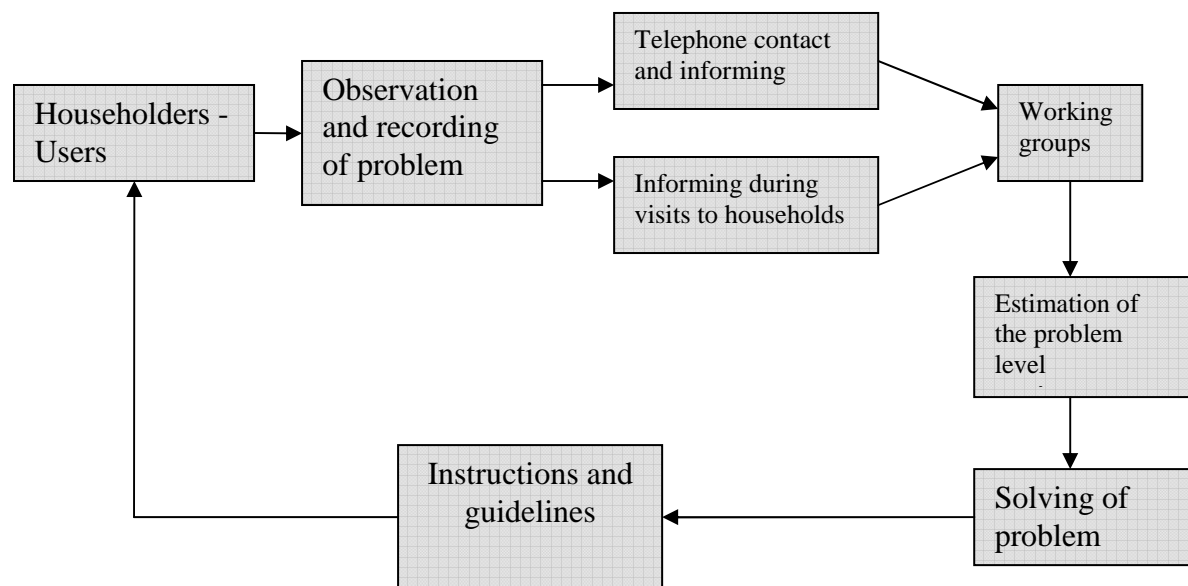 Householders -
Users
Observation
and recording
of problem
Telephone contact
and informing
Informing during
visits to households
Working
groups
Estimation of
the problem
level
Solving of
problem
Instructions and
guidelines